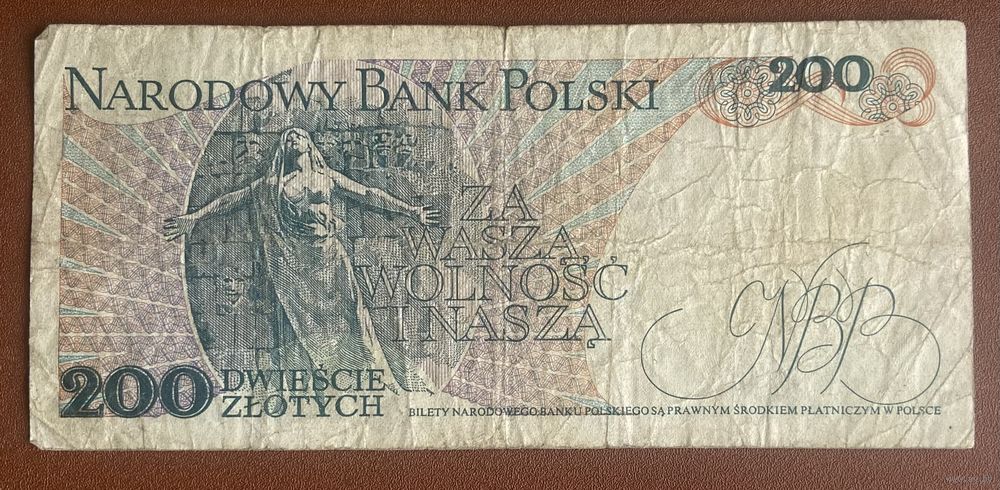 NARODOWY BANK POLSKI
200
ZA
WASZĄ,
WOLNOŚĆ
I NASZĄ
NBP
200
DWIEŚCIE
ZŁOTYCH
BILETY NARODOWEGO BANKU POLSKIEGO SĄ PRAWNYM ŚRODKIEM PŁATNICZYM W POLSCE